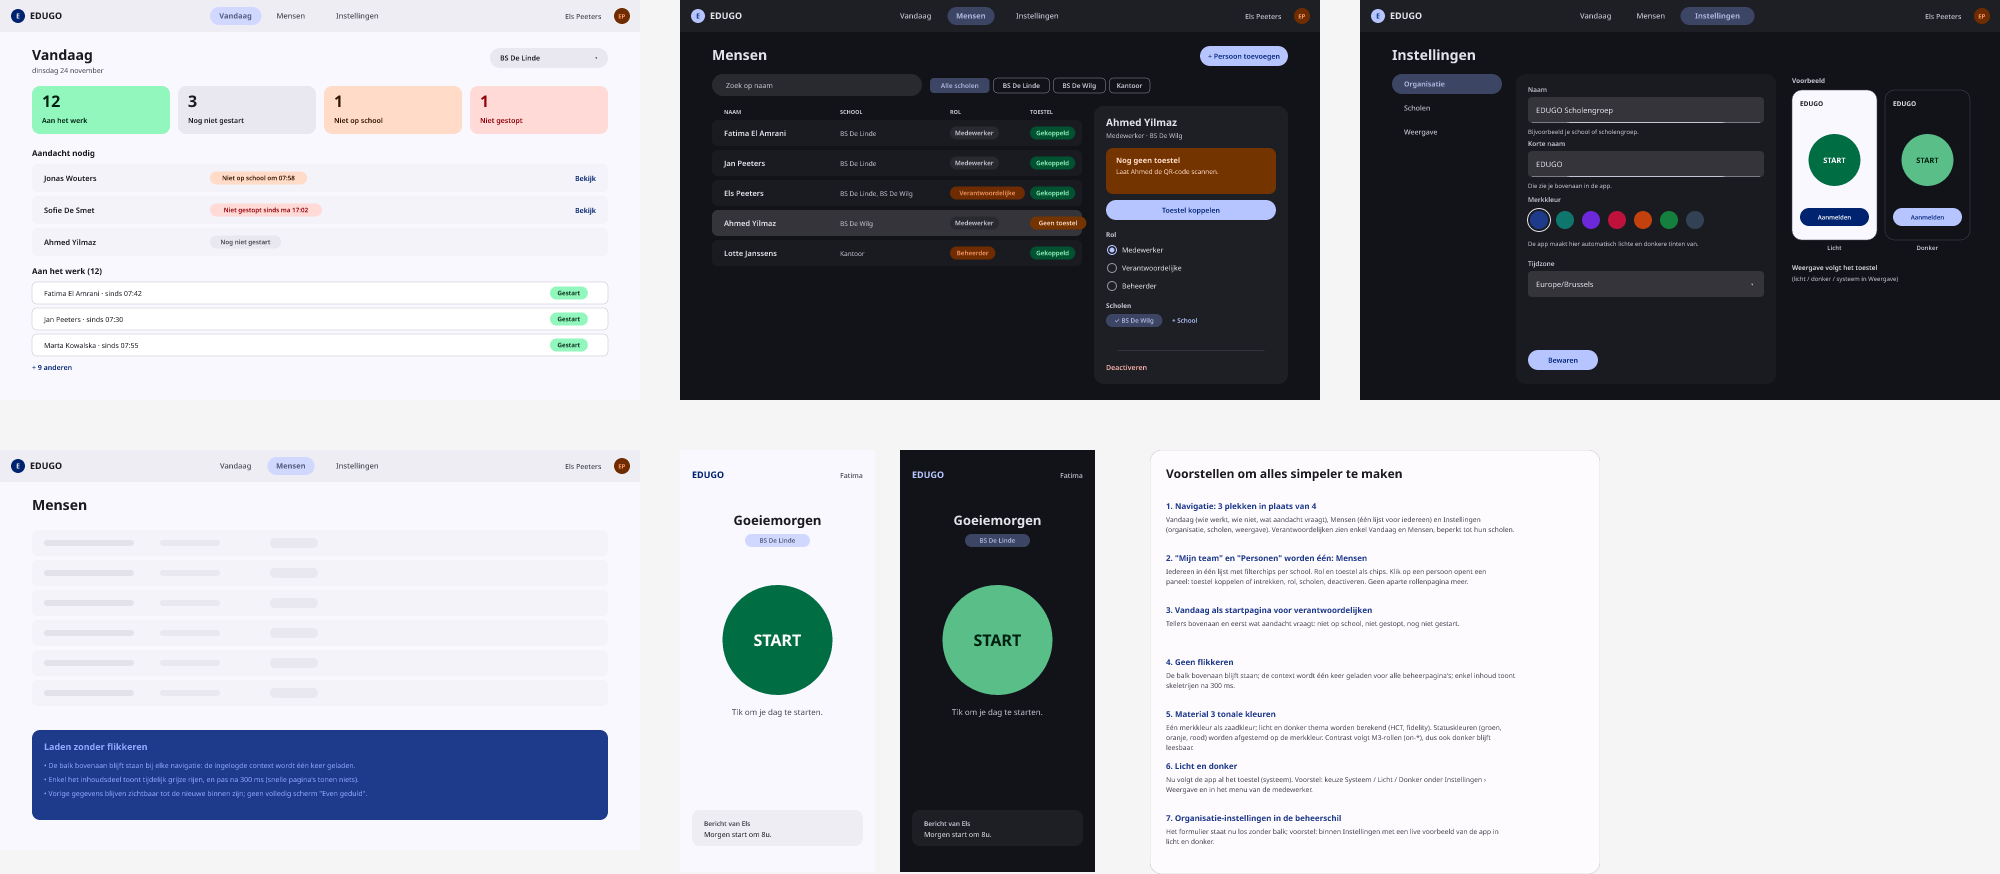 E EDUGO Vandaag Mensen Instellingen Els Peeters EP
Vandaag
dinsdag 24 november
BS De Linde
12 3 1 1
Aan het werk Nog niet gestart Niet op school Niet gestopt
Aandacht nodig
Jonas Wouters Niet op school om 07:58 Bekijk
Sofie De Smet Niet gestopt sinds ma 17:02 Bekijk
Ahmed Yilmaz Nog niet gestart
Aan het werk (12)
Fatima El Amrani · sinds 07:42 Gestart
Jan Peeters · sinds 07:30 Gestart
Marta Kowalska · sinds 07:55 Gestart
+ 9 anderen
E EDUGO Vandaag Mensen Instellingen Els Peeters EP
Mensen
+ Persoon toevoegen
Zoek op naam Alle scholen BS De Linde BS De Wilg Kantoor
NAAM SCHOOL ROL TOESTEL
Fatima El Amrani BS De Linde Medewerker Gekoppeld
Jan Peeters BS De Linde Medewerker Gekoppeld
Els Peeters BS De Linde, BS De Wilg Verantwoordelijke Gekoppeld
Ahmed Yilmaz BS De Wilg Medewerker Geen toestel
Lotte Janssens Kantoor Beheerder Gekoppeld
Ahmed Yilmaz
Medewerker · BS De Wilg
Nog geen toestel
Laat Ahmed de QR-code scannen.
Toestel koppelen
Rol
Medewerker
Verantwoordelijke
Beheerder
Scholen
✓ BS De Wilg + School
Deactiveren
E EDUGO Vandaag Mensen Instellingen Els Peeters EP
Instellingen
Organisatie
Scholen
Weergave
Naam
EDUGO Scholengroep
Bijvoorbeeld je school of scholengroep.
Korte naam
EDUGO
Die zie je bovenaan in de app.
Merkkleur
De app maakt hier automatisch lichte en donkere tinten van.
Tijdzone
Europe/Brussels
Bewaren
Voorbeeld
EDUGO EDUGO
START START
Aanmelden Aanmelden
Licht Donker
Weergave volgt het toestel
(licht / donker / systeem in Weergave)
E EDUGO Vandaag Mensen Instellingen Els Peeters EP
Mensen
Laden zonder flikkeren
• De balk bovenaan blijft staan bij elke navigatie: de ingelogde context wordt één keer geladen.
• Enkel het inhoudsdeel toont tijdelijk grijze rijen, en pas na 300 ms (snelle pagina's tonen niets).
• Vorige gegevens blijven zichtbaar tot de nieuwe binnen zijn; geen volledig scherm "Even geduld".
EDUGO Fatima
Goeiemorgen
BS De Linde
START
Tik om je dag te starten.
Bericht van Els
Morgen start om 8u.
EDUGO Fatima
Goeiemorgen
BS De Linde
START
Tik om je dag te starten.
Bericht van Els
Morgen start om 8u.
Voorstellen om alles simpeler te maken
1. Navigatie: 3 plekken in plaats van 4
Vandaag (wie werkt, wie niet, wat aandacht vraagt), Mensen (één lijst voor iedereen) en Instellingen
(organisatie, scholen, weergave). Verantwoordelijken zien enkel Vandaag en Mensen, beperkt tot hun scholen.
2. "Mijn team" en "Personen" worden één: Mensen
Iedereen in één lijst met filterchips per school. Rol en toestel als chips. Klik op een persoon opent een
paneel: toestel koppelen of intrekken, rol, scholen, deactiveren. Geen aparte rollenpagina meer.
3. Vandaag als startpagina voor verantwoordelijken
Tellers bovenaan en eerst wat aandacht vraagt: niet op school, niet gestopt, nog niet gestart.
4. Geen flikkeren
De balk bovenaan blijft staan; de context wordt één keer geladen voor alle beheerpagina's; enkel inhoud toont
skeletrijen na 300 ms.
5. Material 3 tonale kleuren
Eén merkkleur als zaadkleur; licht en donker thema worden berekend (HCT, fidelity). Statuskleuren (groen,
oranje, rood) worden afgestemd op de merkkleur. Contrast volgt M3-rollen (on-*), dus ook donker blijft
leesbaar.
6. Licht en donker
Nu volgt de app al het toestel (systeem). Voorstel: keuze Systeem / Licht / Donker onder Instellingen ›
Weergave en in het menu van de medewerker.
7. Organisatie-instellingen in de beheerschil
Het formulier staat nu los zonder balk; voorstel: binnen Instellingen met een live voorbeeld van de app in
licht en donker.